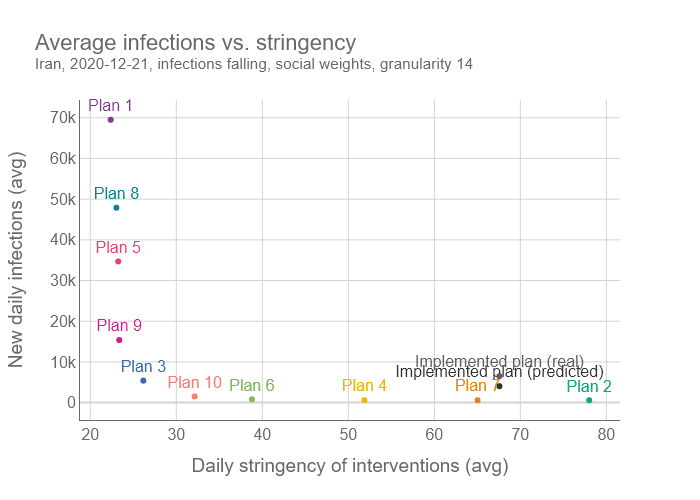 Average infections vs. stringency
Iran, 2020-12-21, infections falling, social weights, granularity 14
New daily infections (avg)
70k
60k
50k
40k
30k
20k
10k
0
Plan 1
Plan 8
Plan 5
Plan 9
Plan 3
Plan 10
Plan 6
Plan 4
Implemented plan (real)
Implemented plan (predicted)
Plan 7
Plan 2
20
30
40
50
60
70
80
Daily stringency of interventions (avg)